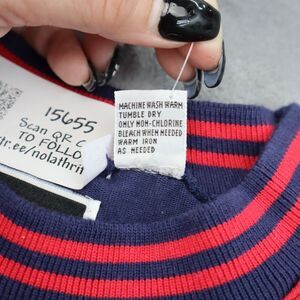 15655
Scan QR C
TO FOLLO
tr.ee/nolathri
MACHINE WASH WARM
TUMBLE DRY
ONLY NON-CHLORINE
BLEACH WHEN NEEDED
WARM IRON
AS NEEDED